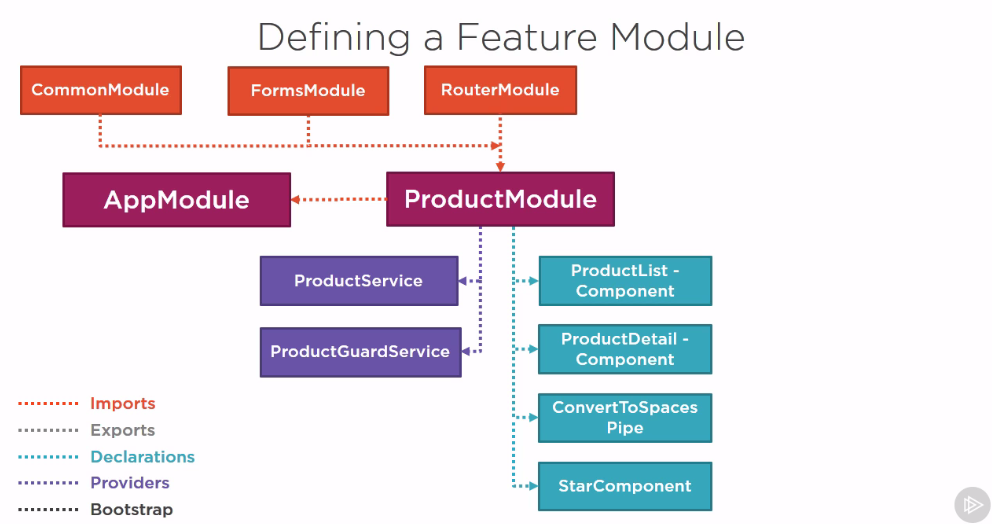 Defining a Feature Module
CommonModule
FormsModule
RouterModule
AppModule
ProductModule
ProductService
ProductList -
Component
ProductGuardService
ProductDetail -
Component
ConvertToSpaces
Pipe
StarComponent
Imports
Exports
Declarations
Providers
Bootstrap